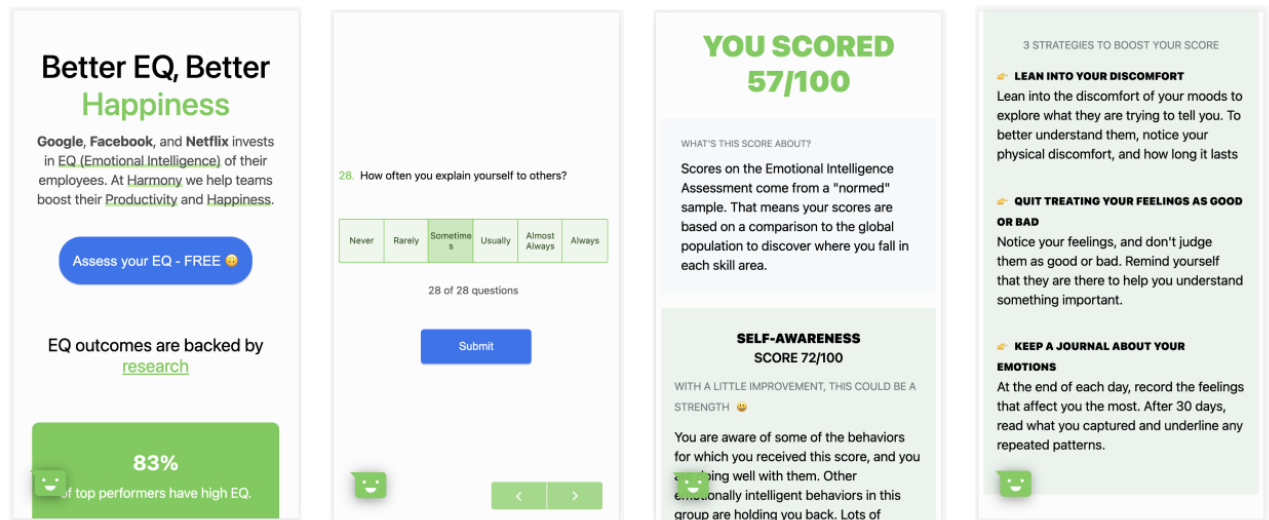 Better EQ, Better
Happiness
Google, Facebook, and Netflix invests
in EQ (Emotional Intelligence) of their
employees. At Harmony we help teams
boost their Productivity and Happiness.
Assess your EQ - FREE 🙃
EQ outcomes are backed by
research
83%
of top performers have high EQ.
28. How often you explain yourself to others?
Never
Rarely
Sometime
s
Usually
Almost
Always
Always
28 of 28 questions
Submit
< >
YOU SCORED
57/100
WHAT'S THIS SCORE ABOUT?
Scores on the Emotional Intelligence
Assessment come from a "normed"
sample. That means your scores are
based on a comparison to the global
population to discover where you fall in
each skill area.
SELF-AWARENESS
SCORE 72/100
WITH A LITTLE IMPROVEMENT, THIS COULD BE A
STRENGTH 😃
You are aware of some of the behaviors
for which you received this score, and you
are doing well with them. Other
emotionally intelligent behaviors in this
group are holding you back. Lots of
3 STRATEGIES TO BOOST YOUR SCORE
👉 LEAN INTO YOUR DISCOMFORT
Lean into the discomfort of your moods to
explore what they are trying to tell you. To
better understand them, notice your
physical discomfort, and how long it lasts
👉 QUIT TREATING YOUR FEELINGS AS GOOD
OR BAD
Notice your feelings, and don't judge
them as good or bad. Remind yourself
that they are there to help you understand
something important.
👉 KEEP A JOURNAL ABOUT YOUR
EMOTIONS
At the end of each day, record the feelings
that affect you the most. After 30 days,
read what you captured and underline any
repeated patterns.